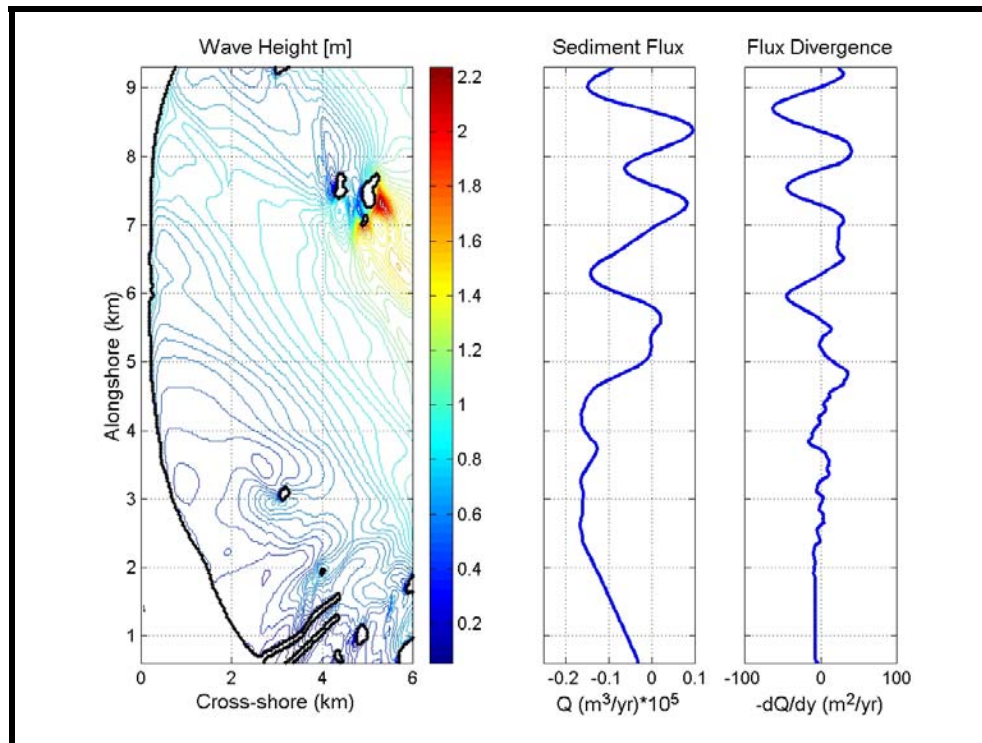 Wave Height [m]
Sediment Flux
Flux Divergence
9
8
7
6
5
4
3
2
1
2.2
2
1.8
1.6
1.4
1.2
1
0.8
0.6
0.4
0.2
Alongshore (km)
0 2 4 6
-0.2 -0.1 0 0.1
-100 0 100
Cross-shore (km)
Q (m³/yr)*10⁵
-dQ/dy (m²/yr)